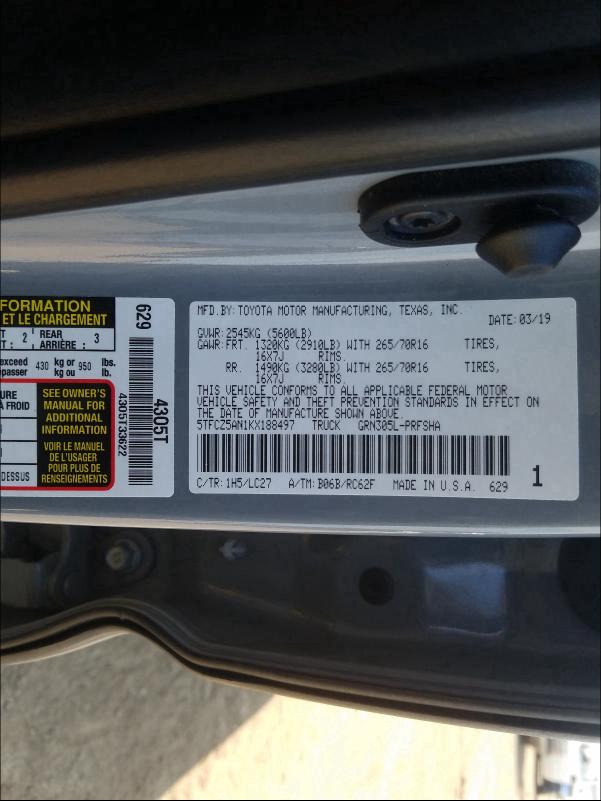 FORMATION
ET LE CHARGEMENT
T : 2 REAR ARRIÈRE : 3
exceed
passer 430 kg or kg ou 950 lbs. lb.
URE
A FROID
DESSUS
SEE OWNER'S
MANUAL FOR
ADDITIONAL
INFORMATION
VOIR LE MANUEL
DE L'USAGER
POUR PLUS DE
RENSEIGNEMENTS
629
4305T
4305T33622
MFD.BY:TOYOTA MOTOR MANUFACTURING, TEXAS, INC.
DATE:03/19
GVWR:2545KG (5600LB)
GAWR:FRT. 1320KG (2910LB) WITH 265/70R16 TIRES,
16X7J RIMS.
RR. 1490KG (3280LB) WITH 265/70R16 TIRES,
16X7J RIMS.
THIS VEHICLE CONFORMS TO ALL APPLICABLE FEDERAL MOTOR
VEHICLE SAFETY AND THEFT PREVENTION STANDARDS IN EFFECT ON
THE DATE OF MANUFACTURE SHOWN ABOVE.
5TFCZ5AN1KX188497 TRUCK GRN305L-PRFSHA
C/TR:1H5/LC27 A/TM:B06B/RC62F MADE IN U.S.A. 629 1